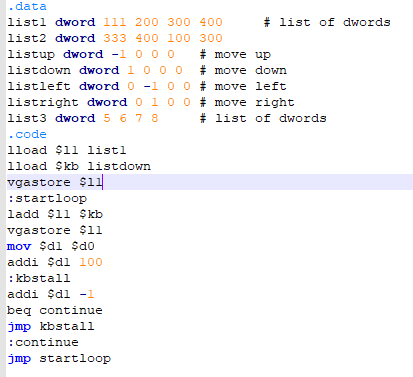 .data
list1 dword 111 200 300 400 # list of dwords
list2 dword 333 400 100 300
listup dword -1 0 0 0 # move up
listdown dword 1 0 0 0 # move down
listleft dword 0 -1 0 0 # move left
listright dword 0 1 0 0 # move right
list3 dword 5 6 7 8 # list of dwords
.code
lload $l1 list1
lload $kb listdown
vgastore $l1
:startloop
ladd $l1 $kb
vgastore $l1
mov $d1 $d0
addi $d1 100
:kbstall
addi $d1 -1
beq continue
jmp kbstall
:continue
jmp startloop